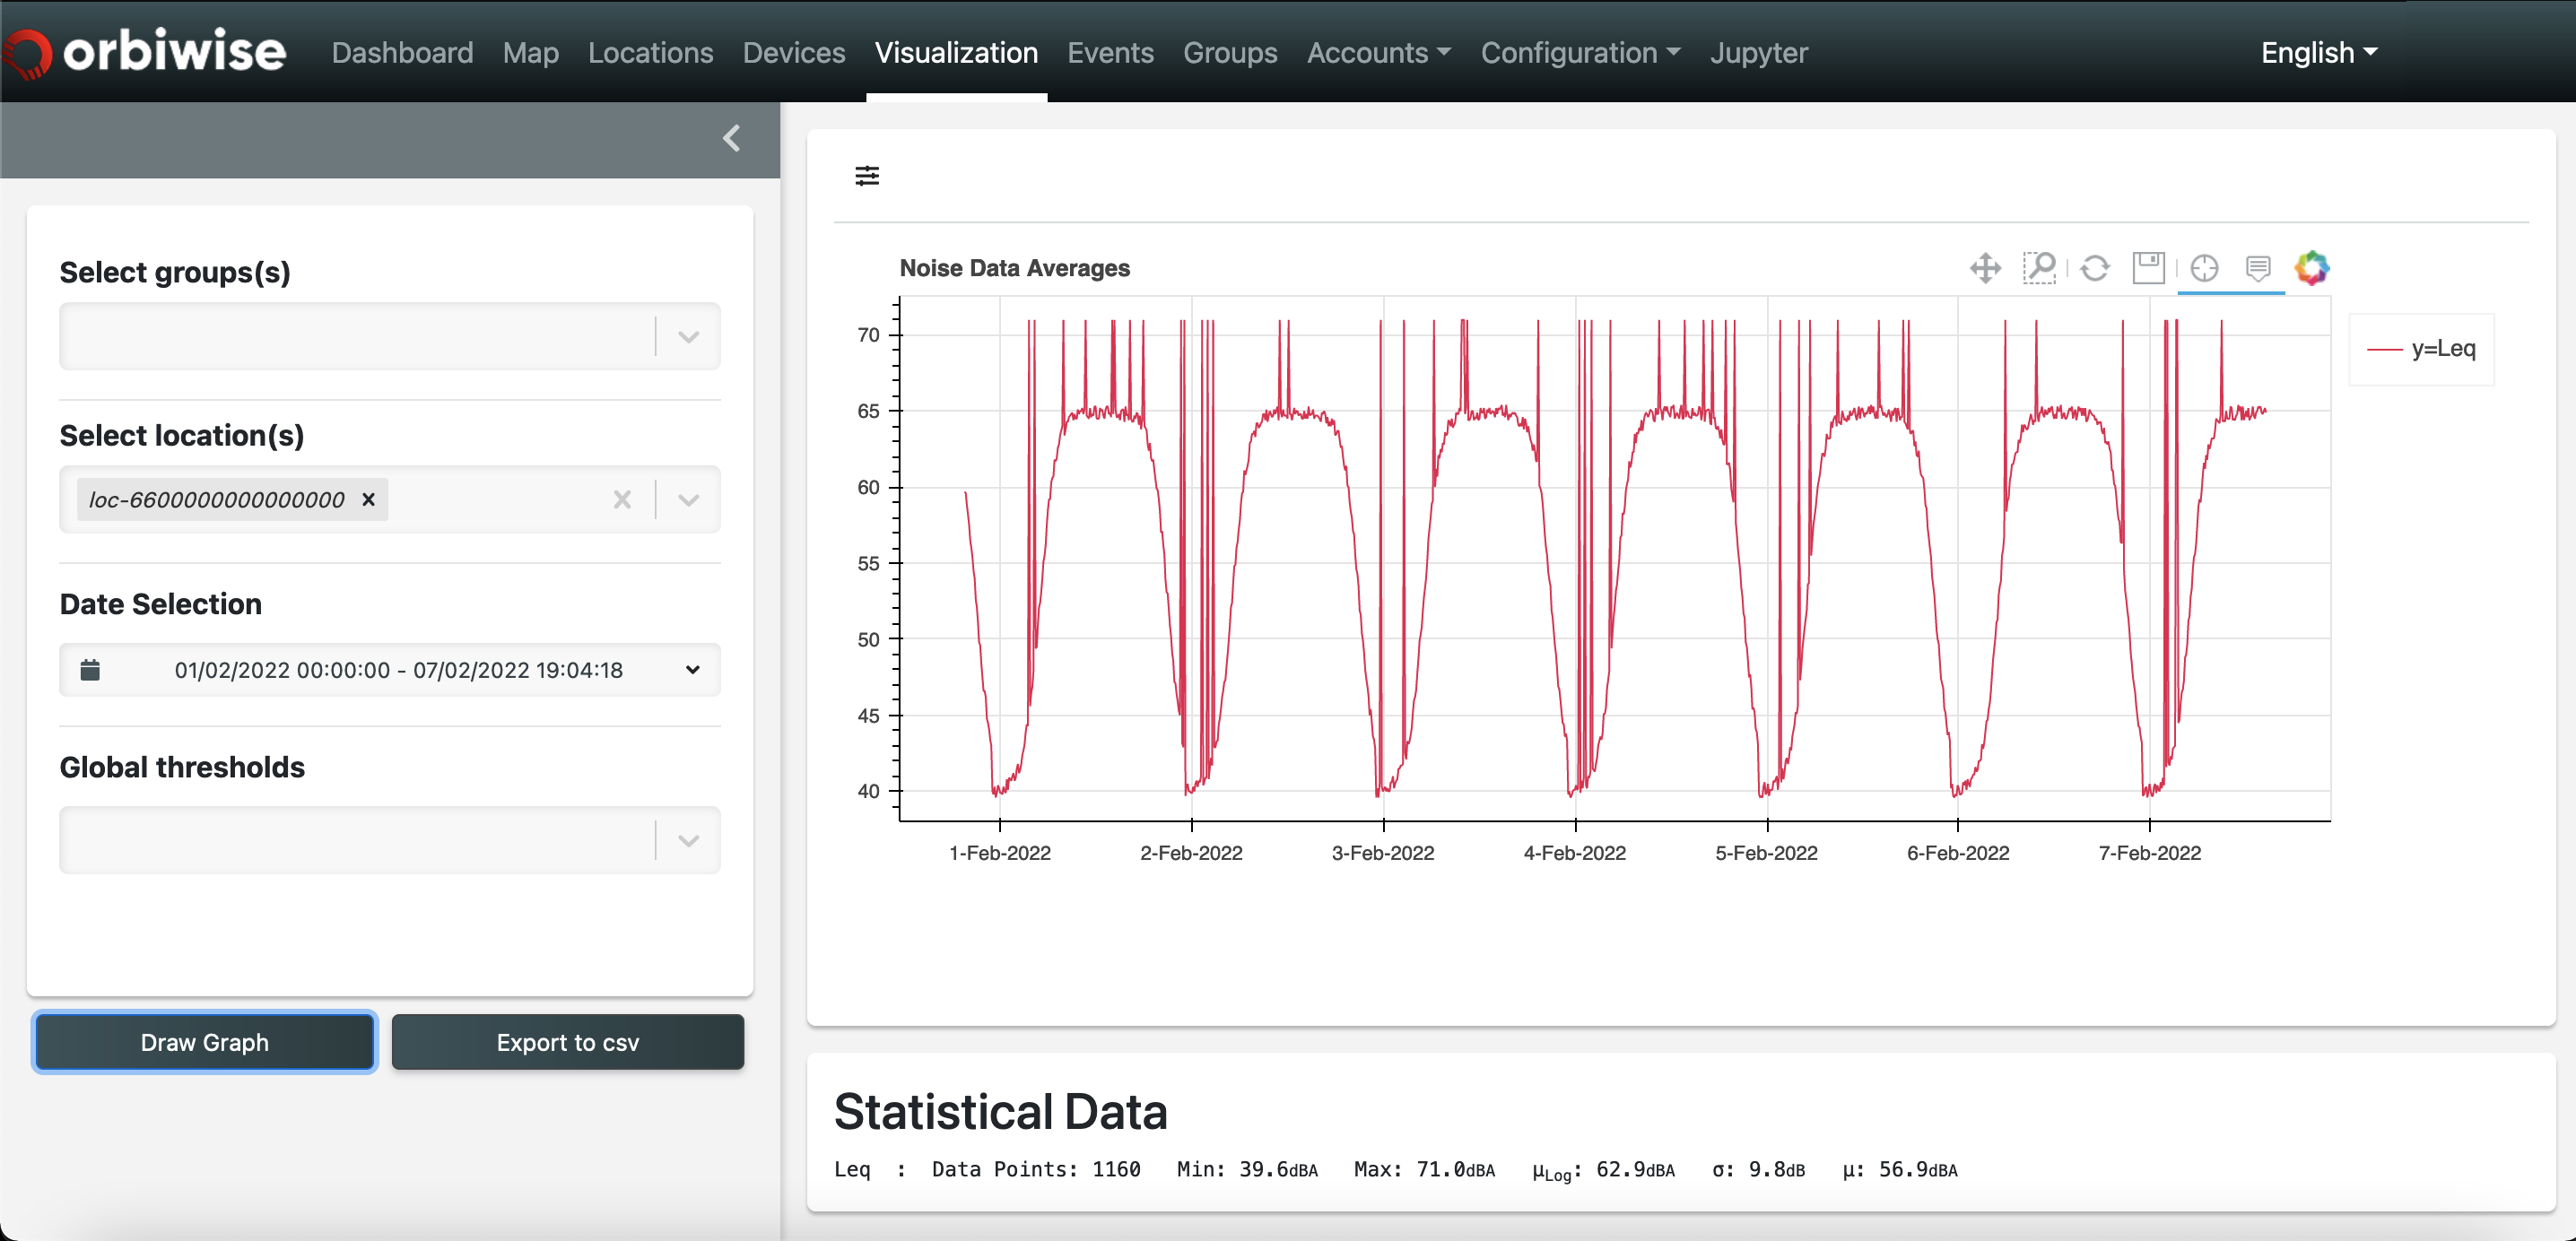 orbiwise Dashboard Map Locations Devices Visualization Events Groups Accounts Configuration Jupyter English
Select groups(s)
Select location(s)
loc-6600000000000000
Date Selection
01/02/2022 00:00:00 - 07/02/2022 19:04:18
Global thresholds
Draw Graph Export to csv
Noise Data Averages
y=Leq
70
65
60
55
50
45
40
1-Feb-2022 2-Feb-2022 3-Feb-2022 4-Feb-2022 5-Feb-2022 6-Feb-2022 7-Feb-2022
Statistical Data
Leq : Data Points: 1160 Min: 39.6dBA Max: 71.0dBA μLog: 62.9dBA σ: 9.8dB μ: 56.9dBA